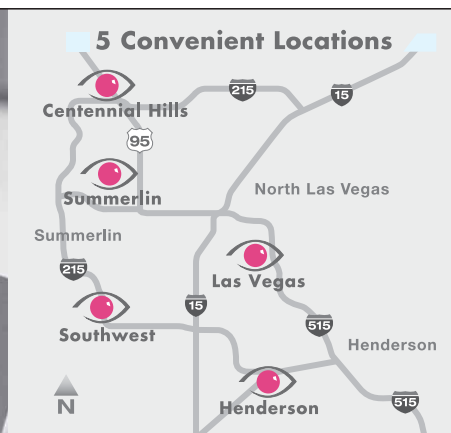 5 Convenient Locations
215
15
Centennial Hills
95
Summerlin
North Las Vegas
Summerlin
215
Las Vegas
15
Southwest
515
Henderson
N
Henderson
515